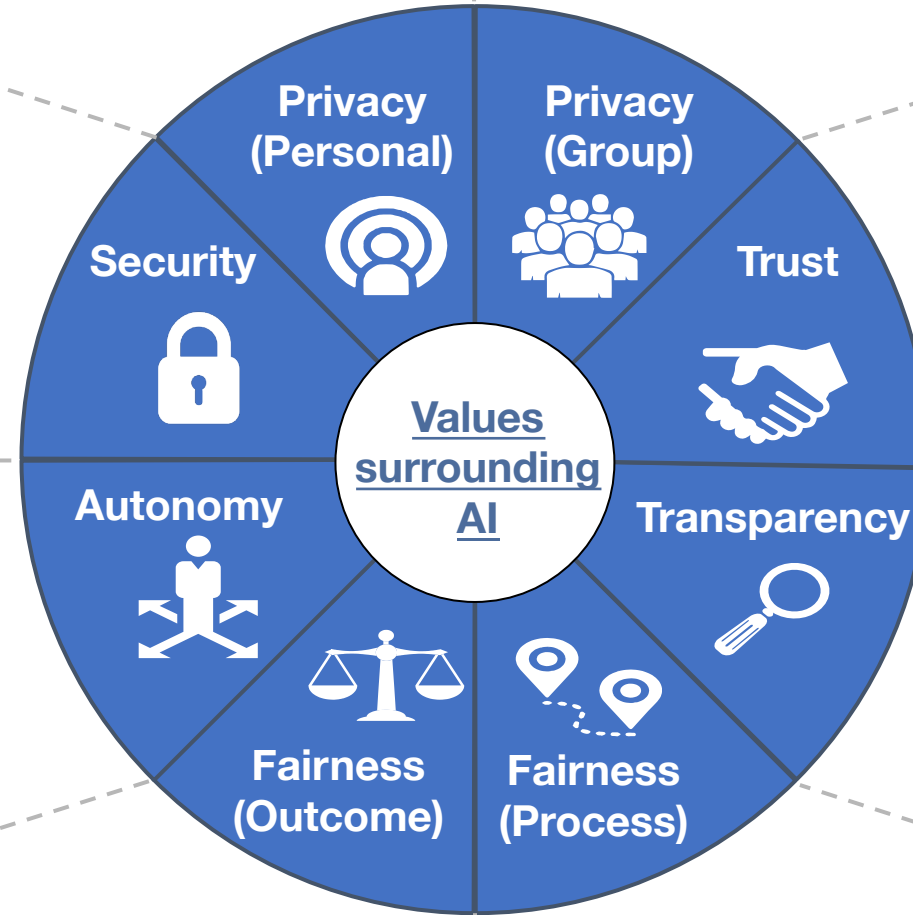 Privacy
(Personal)
Privacy
(Group)
Security
Trust
Values
surrounding
AI
Autonomy
Transparency
Fairness
(Outcome)
Fairness
(Process)